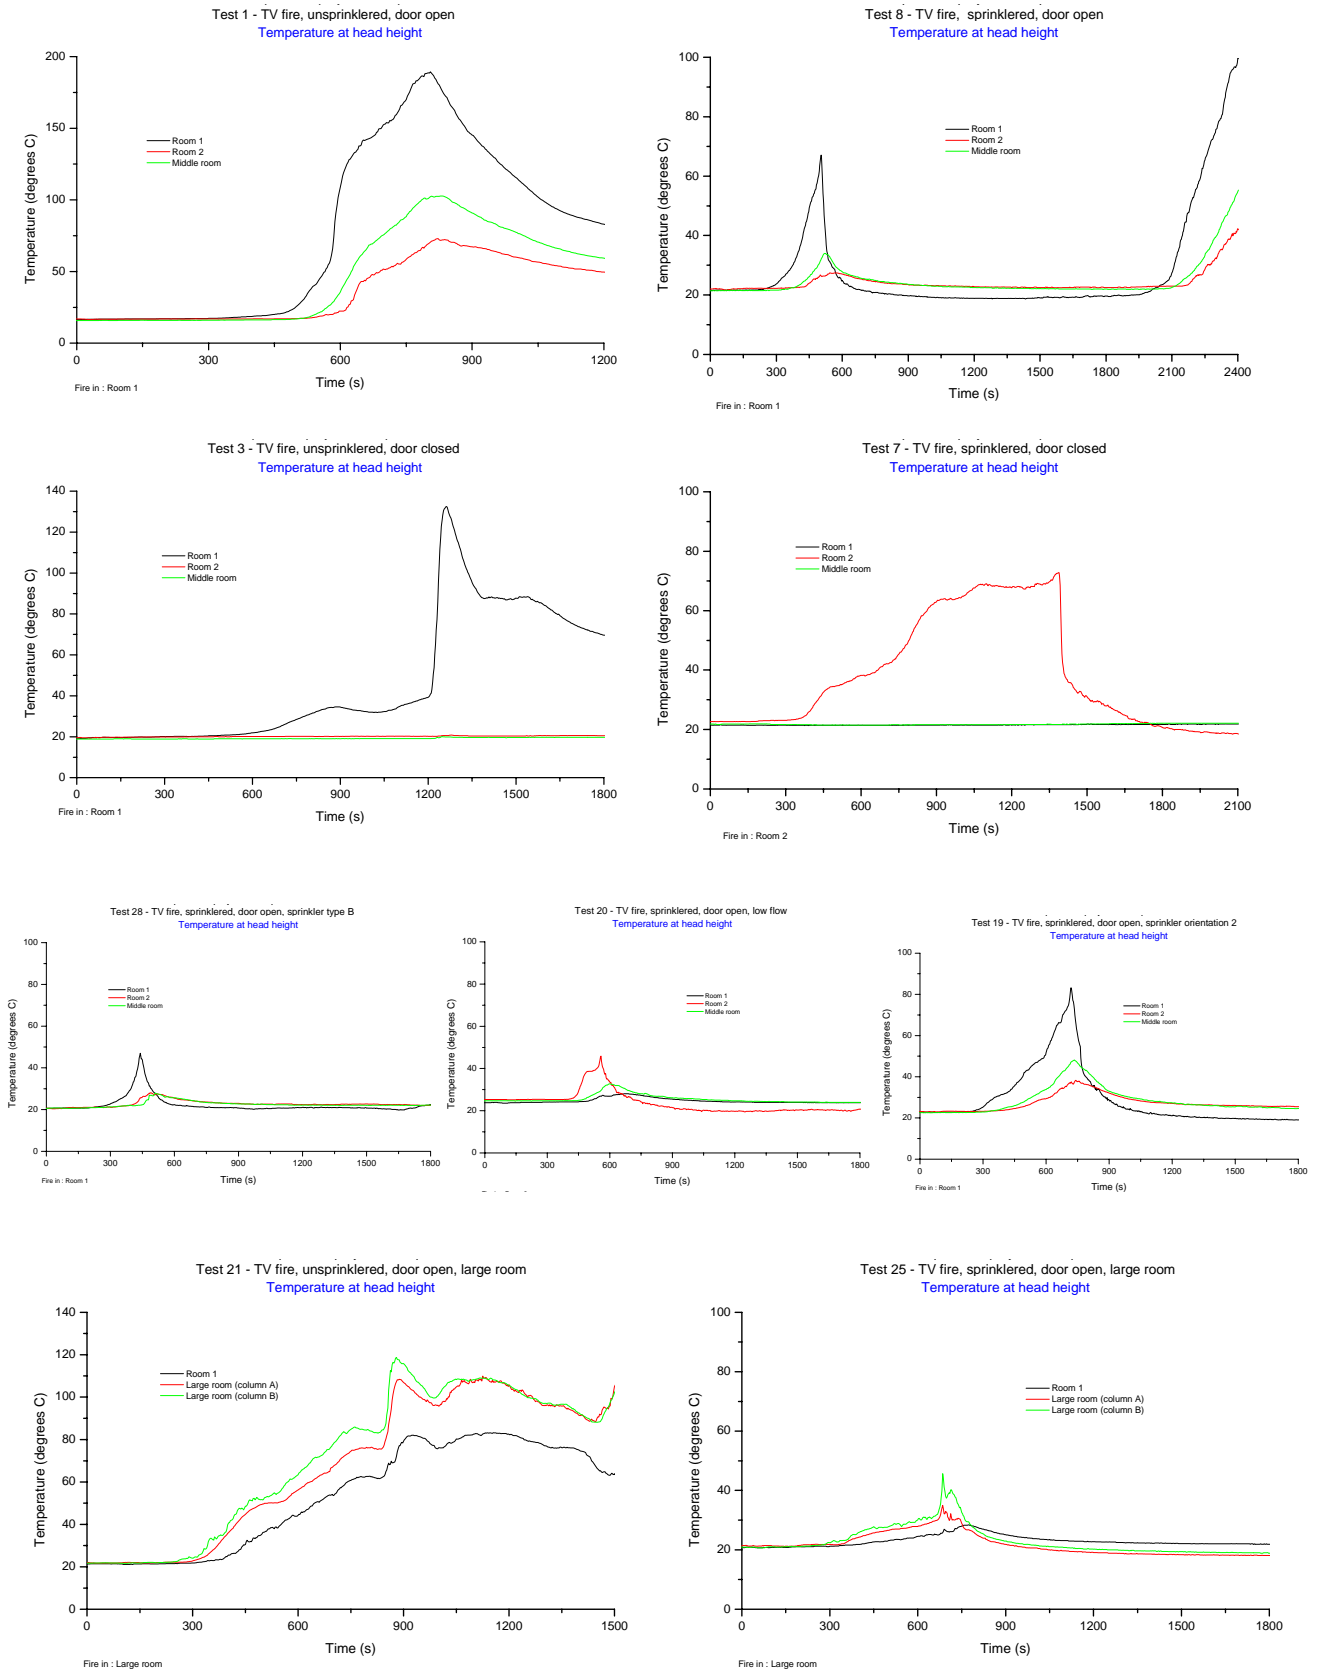 Test 1 - TV fire, unsprinklered, door open
Temperature at head height
200
150
100
50
0
Temperature (degrees C)
Room 1
Room 2
Middle room
0 300 600 900 1200
Time (s)
Fire in : Room 1
Test 8 - TV fire, sprinklered, door open
Temperature at head height
100
80
60
40
20
0
Temperature (degrees C)
Room 1
Room 2
Middle room
0 300 600 900 1200 1500 1800 2100 2400
Time (s)
Fire in : Room 1
Test 3 - TV fire, unsprinklered, door closed
Temperature at head height
140
120
100
80
60
40
20
0
Temperature (degrees C)
Room 1
Room 2
Middle room
0 300 600 900 1200 1500 1800
Time (s)
Fire in : Room 1
Test 7 - TV fire, sprinklered, door closed
Temperature at head height
100
80
60
40
20
0
Temperature (degrees C)
Room 1
Room 2
Middle room
0 300 600 900 1200 1500 1800 2100
Time (s)
Fire in : Room 2
Test 28 - TV fire, sprinklered, door open, sprinkler type B
Temperature at head height
100
80
60
40
20
0
Temperature (degrees C)
Room 1
Room 2
Middle room
0 300 600 900 1200 1500 1800
Time (s)
Fire in : Room 1
Test 20 - TV fire, sprinklered, door open, low flow
Temperature at head height
100
80
60
40
20
0
Temperature (degrees C)
Room 1
Room 2
Middle room
0 300 600 900 1200 1500 1800
Time (s)
Test 19 - TV fire, sprinklered, door open, sprinkler orientation 2
Temperature at head height
100
80
60
40
20
0
Temperature (degrees C)
Room 1
Room 2
Middle room
0 300 600 900 1200 1500 1800
Time (s)
Fire in : Room 1
Test 21 - TV fire, unsprinklered, door open, large room
Temperature at head height
140
120
100
80
60
40
20
0
Temperature (degrees C)
Room 1
Large room (column A)
Large room (column B)
0 300 600 900 1200 1500
Time (s)
Fire in : Large room
Test 25 - TV fire, sprinklered, door open, large room
Temperature at head height
100
80
60
40
20
0
Temperature (degrees C)
Room 1
Large room (column A)
Large room (column B)
0 300 600 900 1200 1500 1800
Time (s)
Fire in : Large room